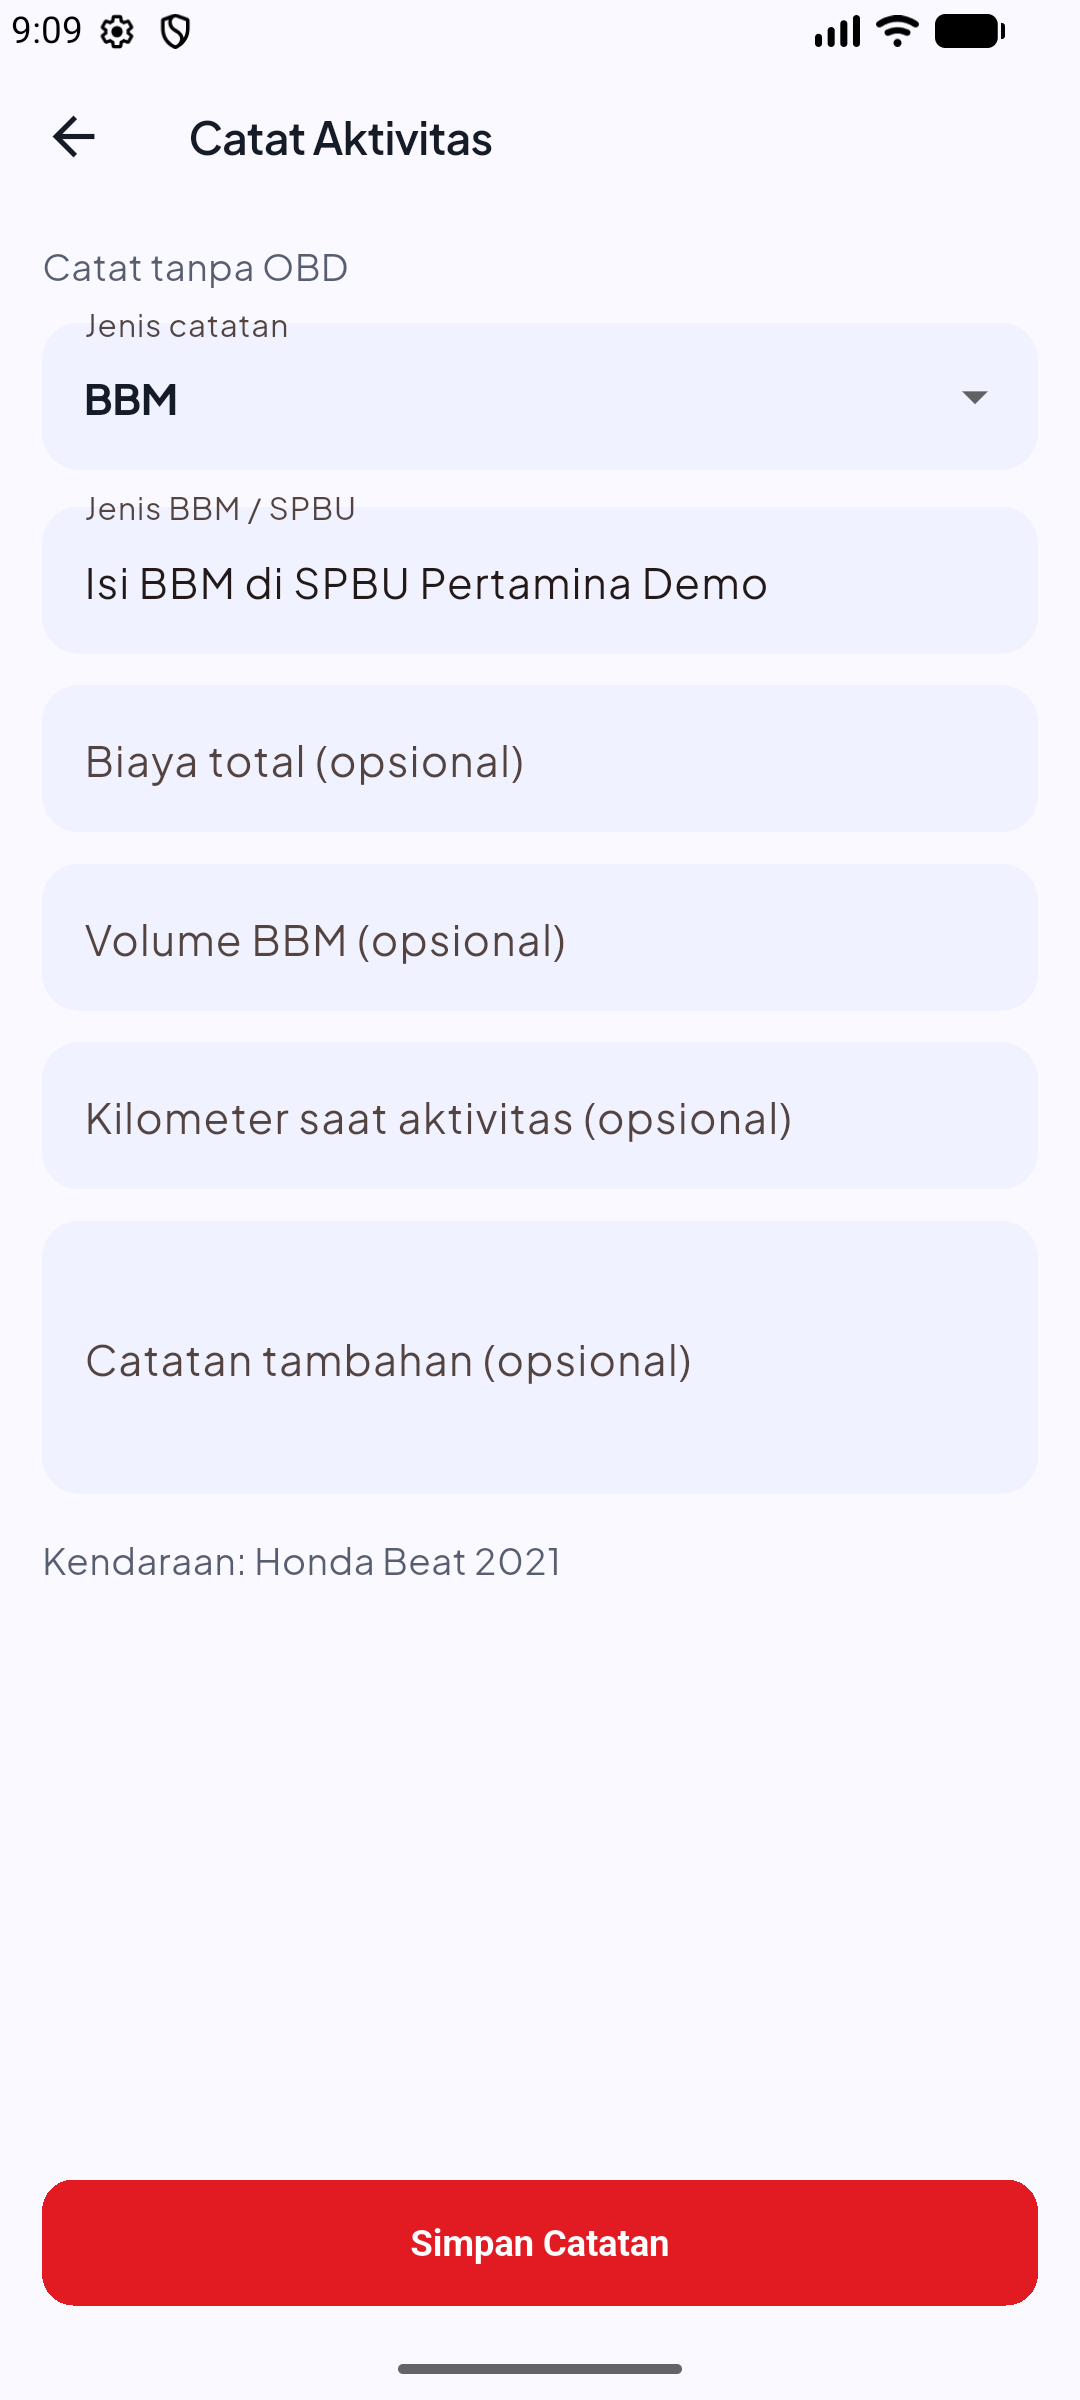 9:09
Catat Aktivitas
Catat tanpa OBD
Jenis catatan
BBM
Jenis BBM / SPBU
Isi BBM di SPBU Pertamina Demo
Biaya total (opsional)
Volume BBM (opsional)
Kilometer saat aktivitas (opsional)
Catatan tambahan (opsional)
Kendaraan: Honda Beat 2021
Simpan Catatan